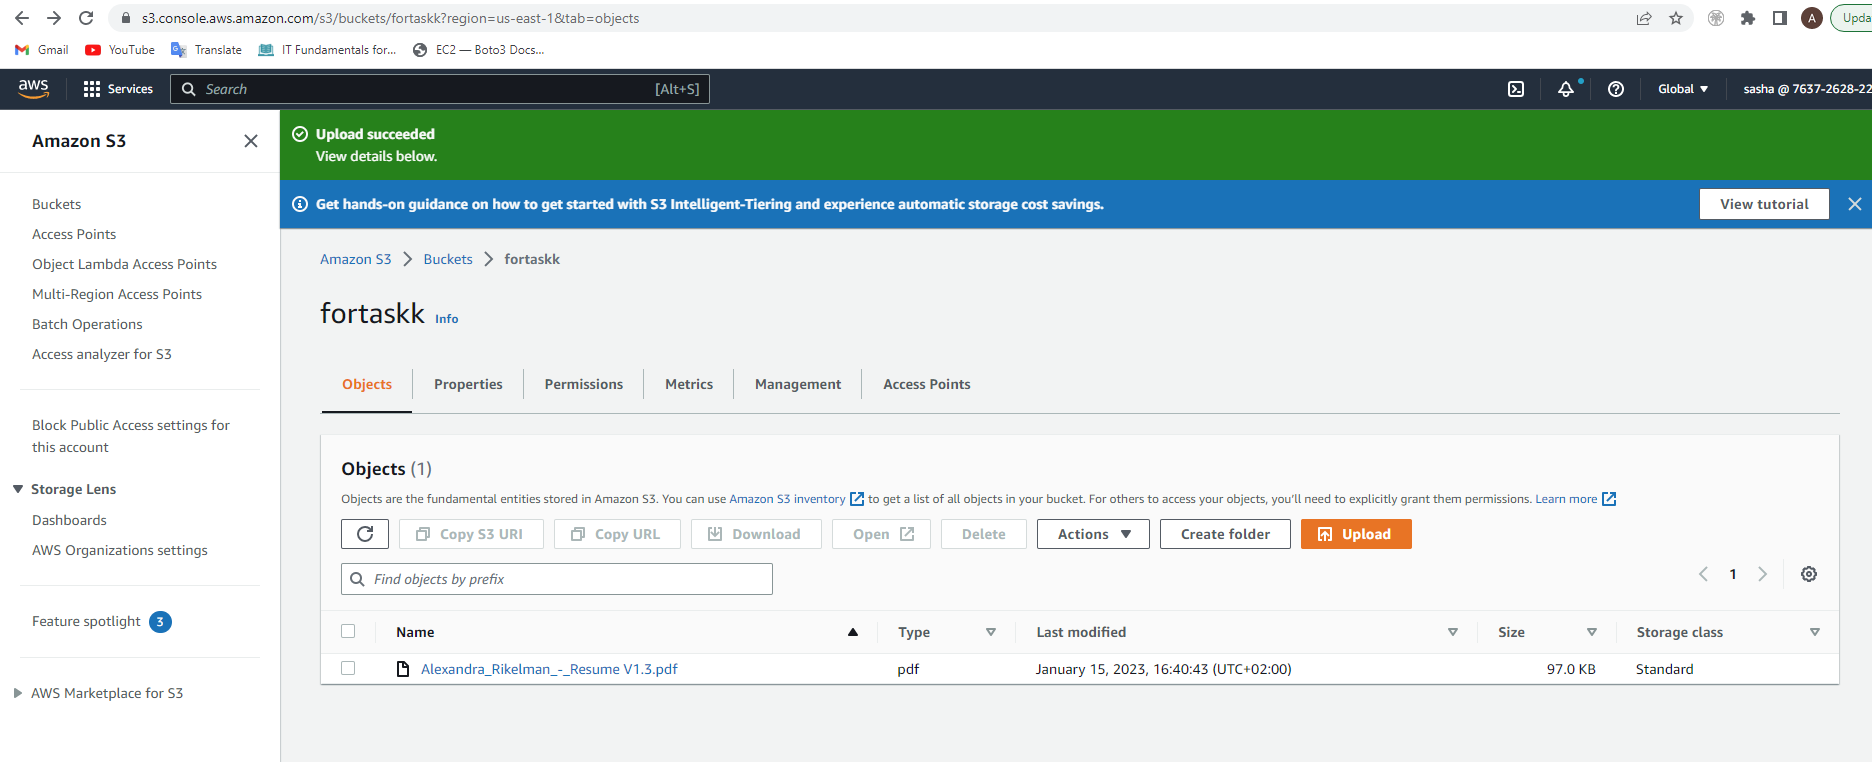 s3.console.aws.amazon.com/s3/buckets/fortaskk?region=us-east-1&tab=objects
A
Upda
Gmail YouTube Translate IT Fundamentals for... EC2 — Boto3 Docs...
aws Services Search [Alt+S] Global sasha @ 7637-2628-22
Amazon S3
Buckets
Access Points
Object Lambda Access Points
Multi-Region Access Points
Batch Operations
Access analyzer for S3
Block Public Access settings for
this account
Storage Lens
Dashboards
AWS Organizations settings
Feature spotlight 3
AWS Marketplace for S3
Upload succeeded
View details below.
Get hands-on guidance on how to get started with S3 Intelligent-Tiering and experience automatic storage cost savings. View tutorial
Amazon S3 Buckets fortaskk
fortaskk Info
Objects Properties Permissions Metrics Management Access Points
Objects (1)
Objects are the fundamental entities stored in Amazon S3. You can use Amazon S3 inventory to get a list of all objects in your bucket. For others to access your objects, you'll need to explicitly grant them permissions. Learn more
Copy S3 URI Copy URL Download Open Delete Actions Create folder Upload
Find objects by prefix 1
Name Type Last modified Size Storage class
Alexandra_Rikelman_-_Resume V1.3.pdf pdf January 15, 2023, 16:40:43 (UTC+02:00) 97.0 KB Standard